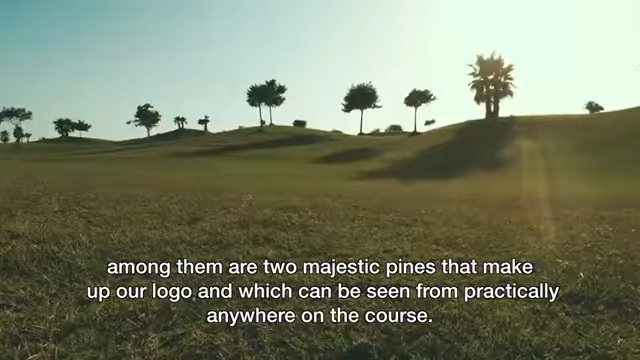 among them are two majestic pines that make
up our logo and which can be seen from practically
anywhere on the course.